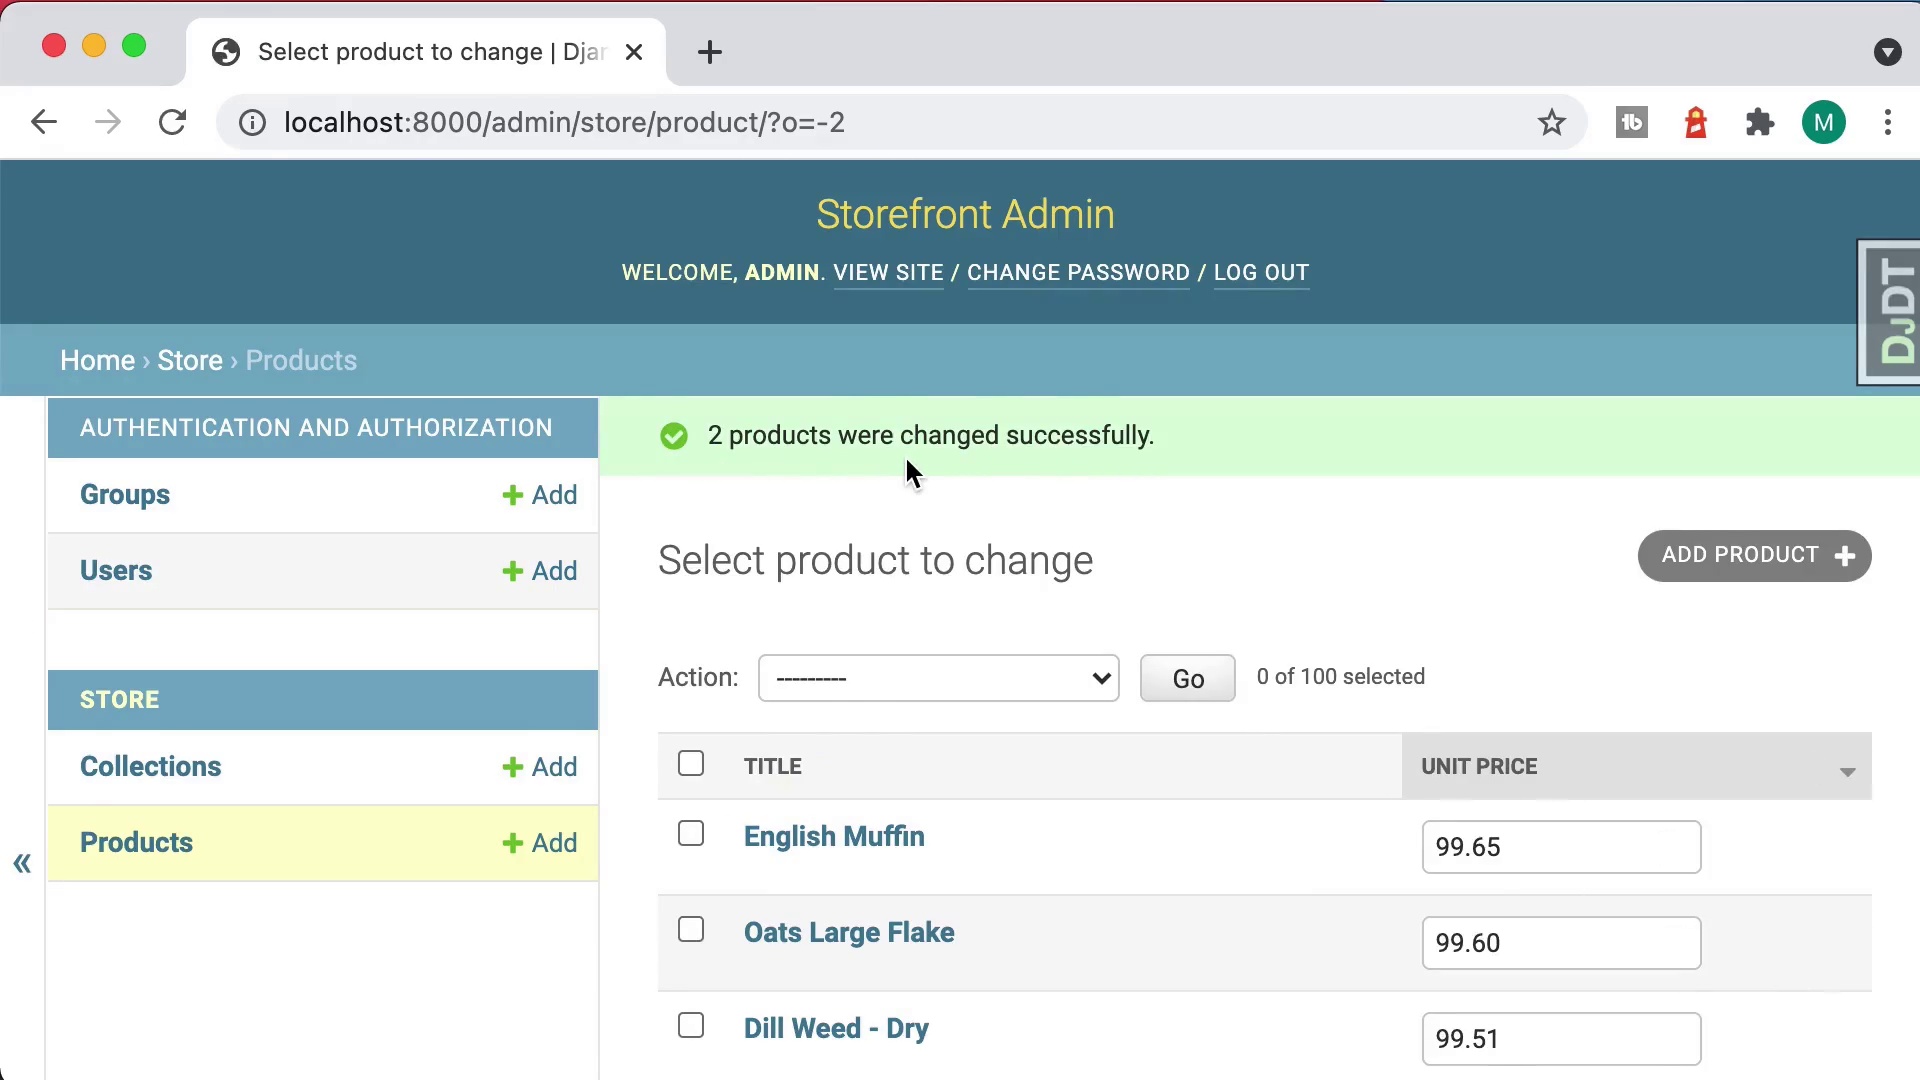 Select product to change | Djan
localhost:8000/admin/store/product/?o=-2
M
Storefront Admin
WELCOME, ADMIN. VIEW SITE / CHANGE PASSWORD / LOG OUT
DJDT
Home › Store › Products
AUTHENTICATION AND AUTHORIZATION
Groups + Add
Users + Add
STORE
Collections + Add
Products + Add
«
2 products were changed successfully.
Select product to change
ADD PRODUCT +
Action: --------- Go 0 of 100 selected
TITLE UNIT PRICE
English Muffin 99.65
Oats Large Flake 99.60
Dill Weed - Dry 99.51